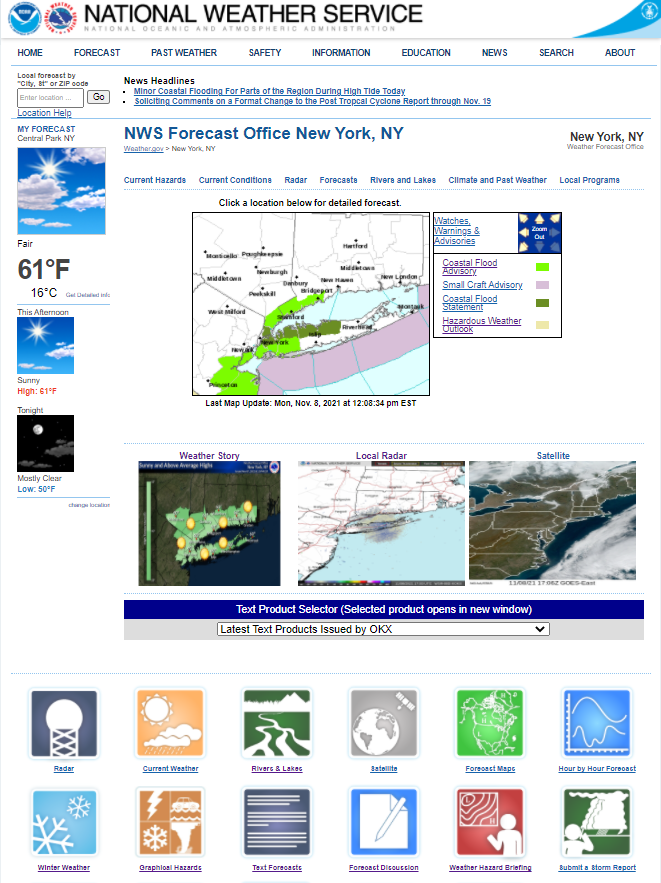 NATIONAL WEATHER SERVICE
NATIONAL OCEANIC AND ATMOSPHERIC ADMINISTRATION
HOME FORECAST PAST WEATHER SAFETY INFORMATION EDUCATION NEWS SEARCH ABOUT
Local forecast by
"City, St" or ZIP code
Enter location ... Go
Location Help
News Headlines
Minor Coastal Flooding For Parts of the Region During High Tide Today
Soliciting Comments on a Format Change to the Post Tropcal Cyclone Report through Nov. 19
MY FORECAST
Central Park NY
Fair
61°F
16°C Get Detailed info
This Afternoon
Sunny
High: 61°F
Tonight
Mostly Clear
Low: 50°F
change location
NWS Forecast Office New York, NY
Weather.gov > New York, NY
New York, NY
Weather Forecast Office
Current Hazards Current Conditions Radar Forecasts Rivers and Lakes Climate and Past Weather Local Programs
Click a location below for detailed forecast.
Monticello
Poughkeepsie
Hartford
Middletown
Newburgh
Middletown
Danbury
New Haven
New London
Peekskill
Bridgeport
West Milford
Stamford
Montauk
Riverhead
Islip
Newark
New York
Princeton
Watches,
Warnings &
Advisories
Zoom
Out
Coastal Flood
Advisory
Small Craft Advisory
Coastal Flood
Statement
Hazardous Weather
Outlook
Last Map Update: Mon, Nov. 8, 2021 at 12:08:34 pm EST
Weather Story Local Radar Satellite
Sunny and Above Average Highs
11/08/21 17:06Z GOES-East
Text Product Selector (Selected product opens in new window)
Latest Text Products Issued by OKX
Radar Current Weather Rivers & Lakes Satellite Forecast Maps Hour by Hour Forecast
Winter Weather Graphical Hazards Text Forecasts Forecast Discussion Weather Hazard Briefing Submit a Storm Report